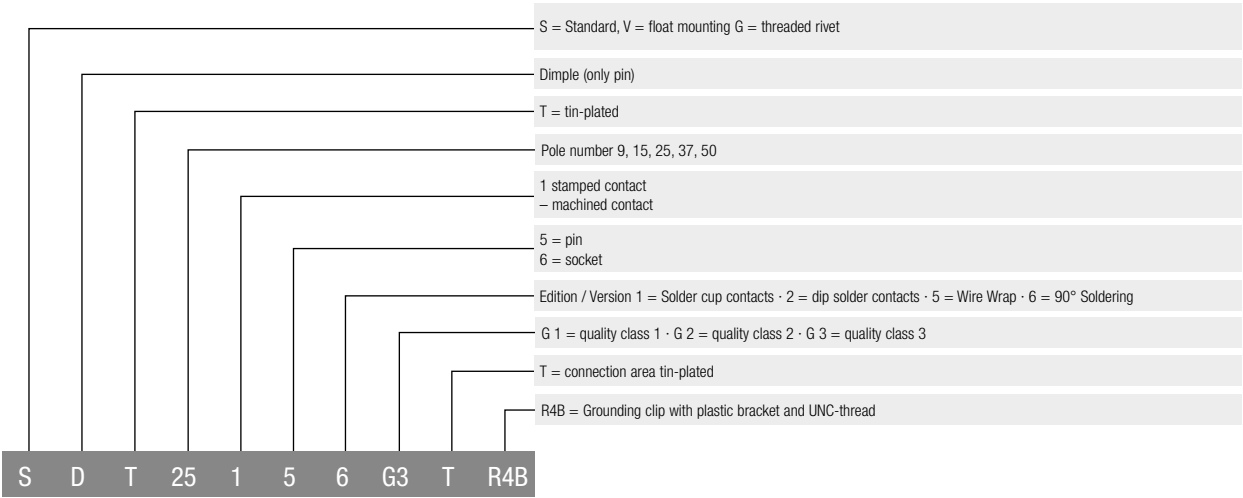 S = Standard, V = float mounting G = threaded rivet
Dimple (only pin)
T = tin-plated
Pole number 9, 15, 25, 37, 50
1 stamped contact
– machined contact
5 = pin
6 = socket
Edition / Version 1 = Solder cup contacts · 2 = dip solder contacts · 5 = Wire Wrap · 6 = 90° Soldering
G 1 = quality class 1 · G 2 = quality class 2 · G 3 = quality class 3
T = connection area tin-plated
R4B = Grounding clip with plastic bracket and UNC-thread
S D T 25 1 5 6 G3 T R4B